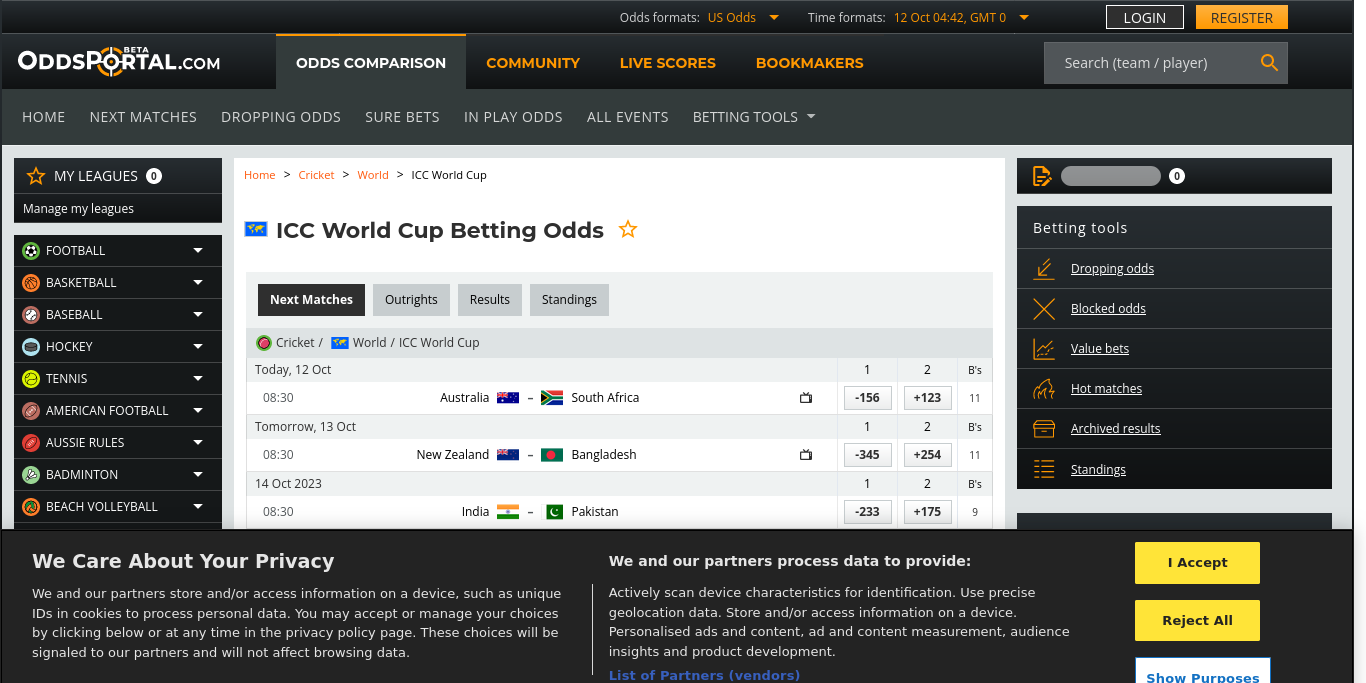 Odds formats: US Odds Time formats: 12 Oct 04:42, GMT 0 LOGIN REGISTER
ODDSPORTAL.COM BETA ODDS COMPARISON COMMUNITY LIVE SCORES BOOKMAKERS Search (team / player)
HOME NEXT MATCHES DROPPING ODDS SURE BETS IN PLAY ODDS ALL EVENTS BETTING TOOLS
MY LEAGUES 0
Manage my leagues
FOOTBALL
BASKETBALL
BASEBALL
HOCKEY
TENNIS
AMERICAN FOOTBALL
AUSSIE RULES
BADMINTON
BEACH VOLLEYBALL
Home > Cricket > World > ICC World Cup
ICC World Cup Betting Odds
Next Matches Outrights Results Standings
Cricket / World / ICC World Cup
Today, 12 Oct 1 2 B's
08:30 Australia – South Africa -156 +123 11
Tomorrow, 13 Oct 1 2 B's
08:30 New Zealand – Bangladesh -345 +254 11
14 Oct 2023 1 2 B's
08:30 India – Pakistan -233 +175 9
0
Betting tools
Dropping odds
Blocked odds
Value bets
Hot matches
Archived results
Standings
We Care About Your Privacy
We and our partners store and/or access information on a device, such as unique
IDs in cookies to process personal data. You may accept or manage your choices
by clicking below or at any time in the privacy policy page. These choices will be
signaled to our partners and will not affect browsing data.
We and our partners process data to provide:
Actively scan device characteristics for identification. Use precise
geolocation data. Store and/or access information on a device.
Personalised ads and content, ad and content measurement, audience
insights and product development.
List of Partners (vendors)
I Accept
Reject All
Show Purposes